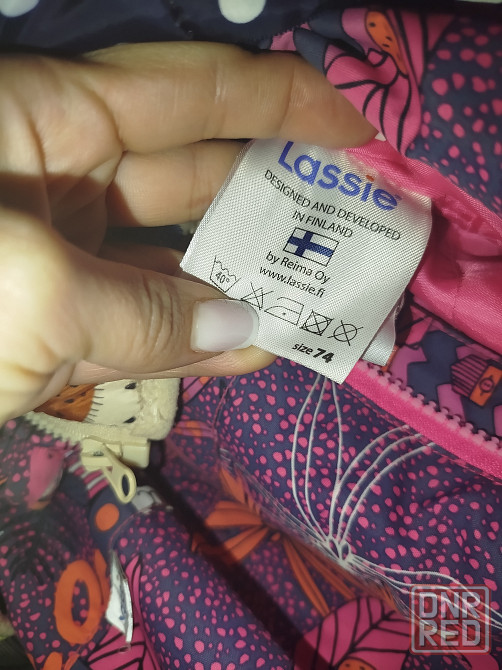 Lassie
DESIGNED AND DEVELOPED
IN FINLAND
by Reima Oy
www.lassie.fi
40°
size 74
DNR
RED